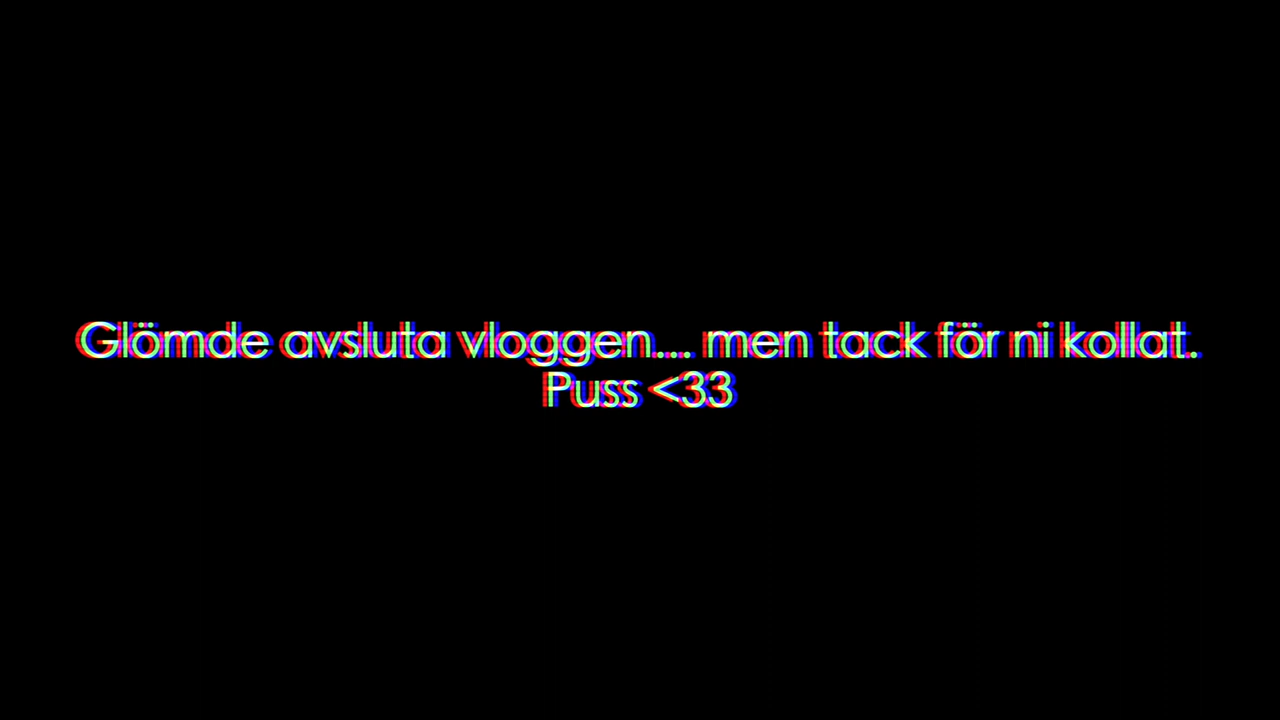 Glömde avsluta vloggen.... men tack för ni kollat.
Puss <33